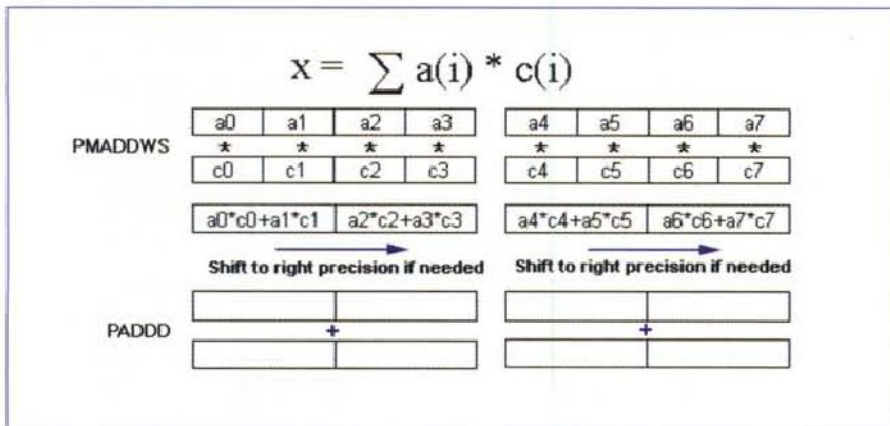 x = ∑ a(i) * c(i)
a0 a1 a2 a3 a4 a5 a6 a7
PMADDWS * * * * * * * *
c0 c1 c2 c3 c4 c5 c6 c7
a0*c0+a1*c1 a2*c2+a3*c3 a4*c4+a5*c5 a6*c6+a7*c7
Shift to right precision if needed Shift to right precision if needed
PADDD + +